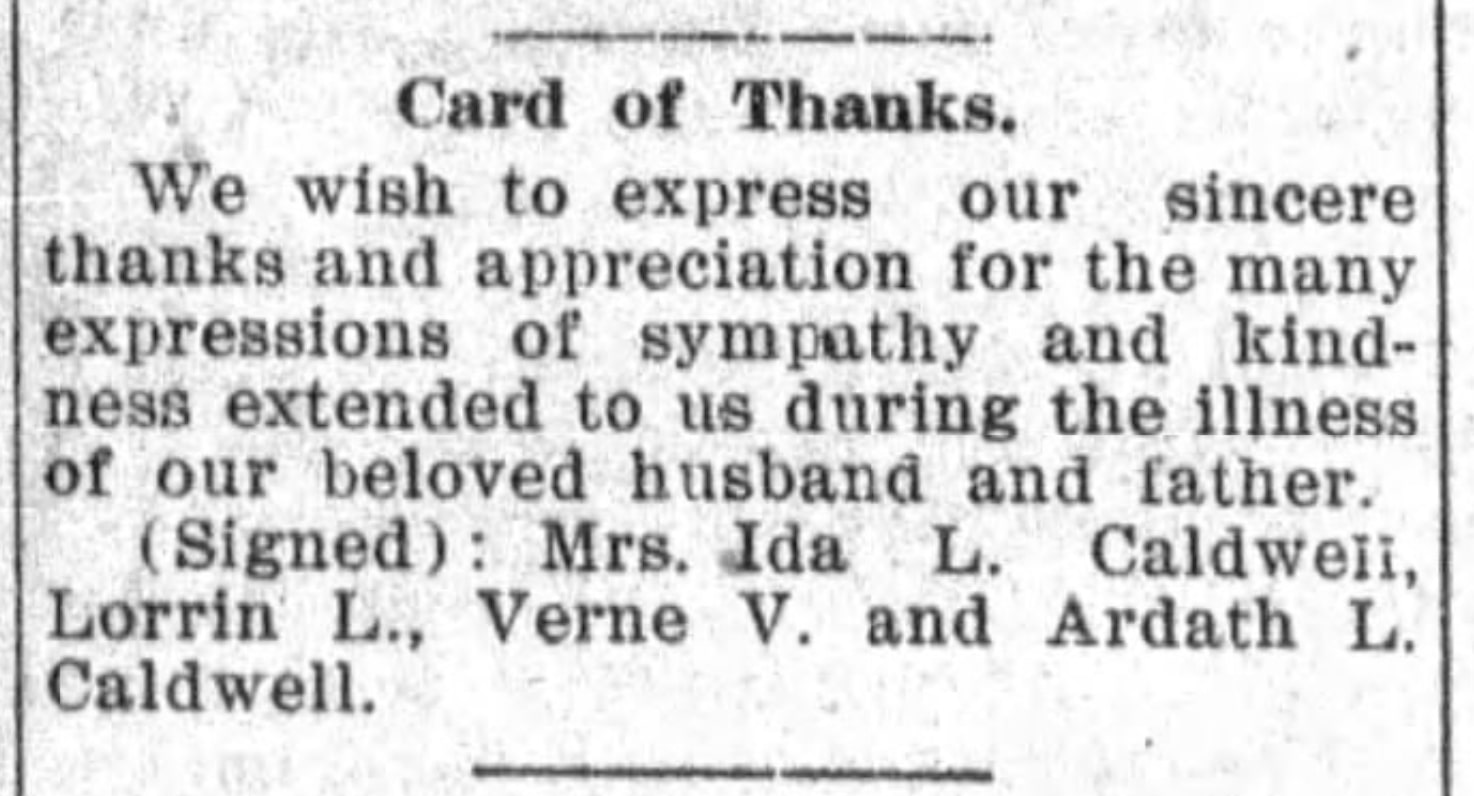 Card of Thanks.
We wish to express our sincere
thanks and appreciation for the many
expressions of sympathy and kind-
ness extended to us during the illness
of our beloved husband and father.
(Signed): Mrs. Ida L. Caldwell,
Lorrin L., Verne V. and Ardath L.
Caldwell.